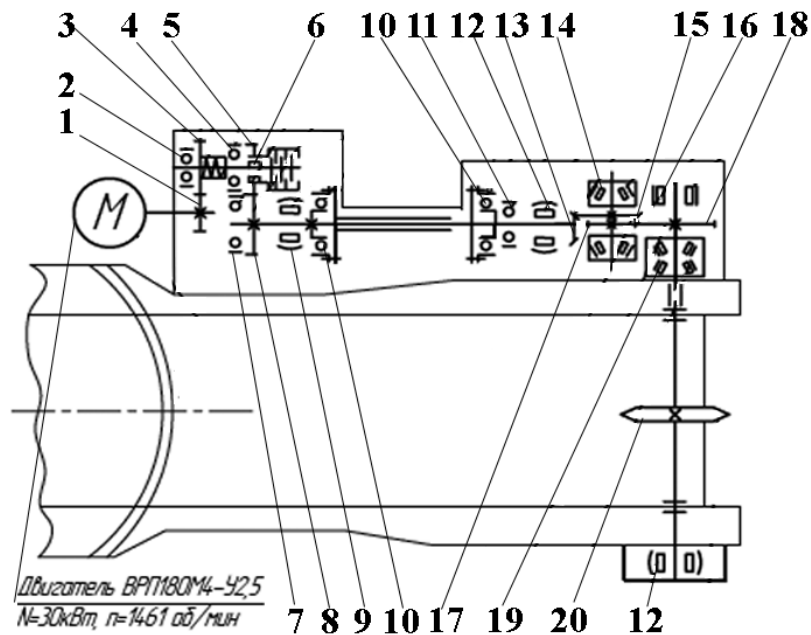 3 4 5 6 10 11 12 13 14 15 16 18
2
1
М
Двигатель ВРП180М4-У2,5
N=30кВт, n=1461 об/мин
7 8 9 10 17 19 20 12